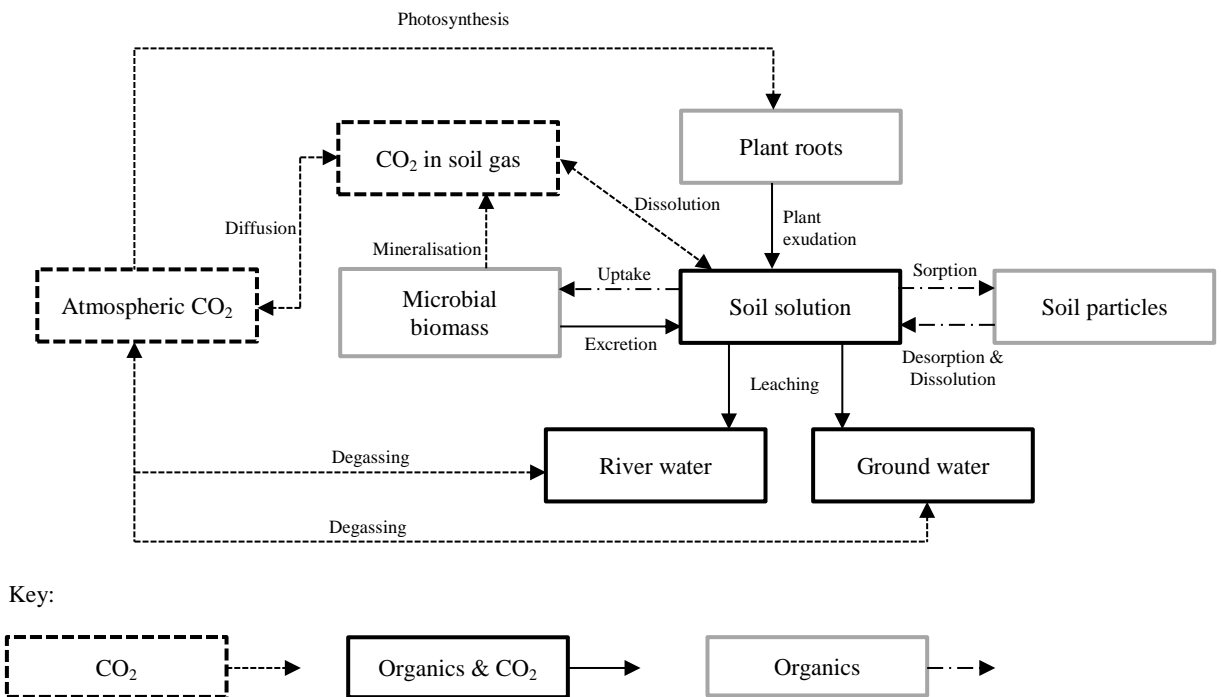 Photosynthesis
CO₂ in soil gas
Plant roots
Diffusion
Dissolution
Plant
exudation
Mineralisation
Atmospheric CO₂
Microbial
biomass
Uptake
Excretion
Soil solution
Sorption
Soil particles
Desorption &
Dissolution
Leaching
Degassing
River water
Ground water
Degassing
Key:
CO₂
Organics & CO₂
Organics